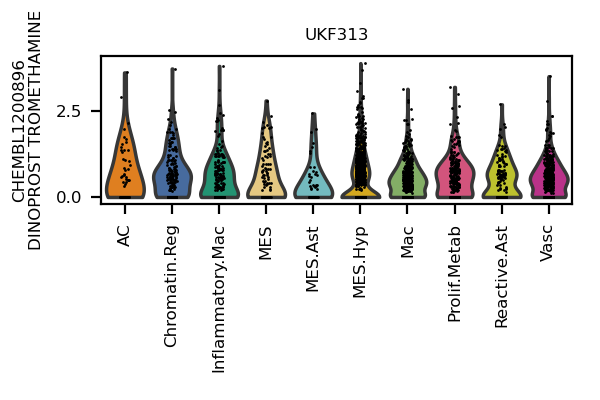 UKF313
CHEMBL1200896
DINOPROST TROMETHAMINE
2.5
0.0
AC
Chromatin.Reg
Inflammatory.Mac
MES
MES.Ast
MES.Hyp
Mac
Prolif.Metab
Reactive.Ast
Vasc